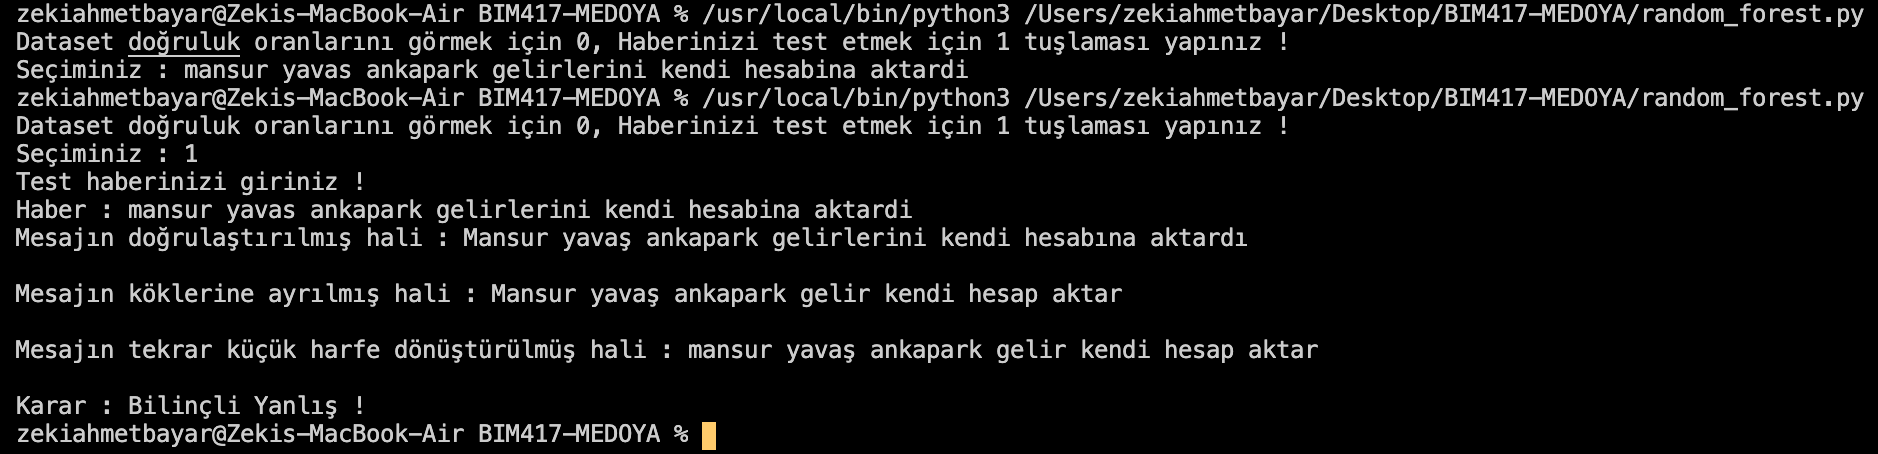 zekiahmetbayar@Zekis-MacBook-Air BIM417-MEDOYA % /usr/local/bin/python3 /Users/zekiahmetbayar/Desktop/BIM417-MEDOYA/random_forest.py
Dataset doğruluk oranlarını görmek için 0, Haberinizi test etmek için 1 tuşlaması yapınız !
Seçiminiz : mansur yavas ankapark gelirlerini kendi hesabina aktardi
zekiahmetbayar@Zekis-MacBook-Air BIM417-MEDOYA % /usr/local/bin/python3 /Users/zekiahmetbayar/Desktop/BIM417-MEDOYA/random_forest.py
Dataset doğruluk oranlarını görmek için 0, Haberinizi test etmek için 1 tuşlaması yapınız !
Seçiminiz : 1
Test haberinizi giriniz !
Haber : mansur yavas ankapark gelirlerini kendi hesabina aktardi
Mesajın doğrulaştırılmış hali : Mansur yavaş ankapark gelirlerini kendi hesabına aktardı
Mesajın köklerine ayrılmış hali : Mansur yavaş ankapark gelir kendi hesap aktar
Mesajın tekrar küçük harfe dönüştürülmüş hali : mansur yavaş ankapark gelir kendi hesap aktar
Karar : Bilinçli Yanlış !
zekiahmetbayar@Zekis-MacBook-Air BIM417-MEDOYA %